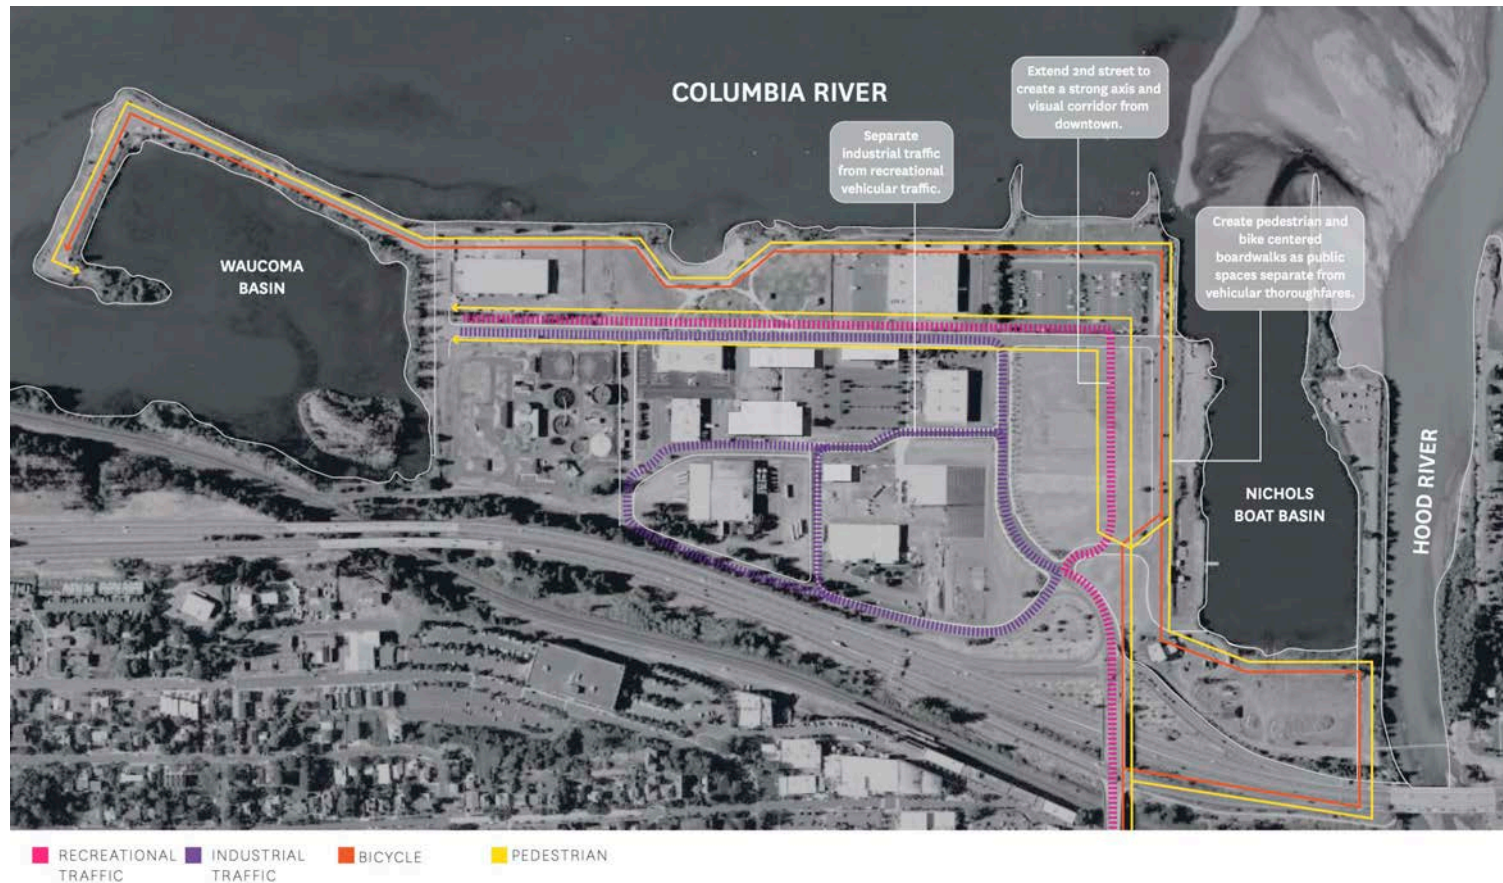 COLUMBIA RIVER
Extend 2nd street to
create a strong axis and
visual corridor from
downtown.
Separate
industrial traffic
from recreational
vehicular traffic.
Create pedestrian and
bike centered
boardwalks as public
spaces separate from
vehicular thoroughfares.
WAUCOMA
BASIN
NICHOLS
BOAT BASIN
HOOD RIVER
RECREATIONAL
TRAFFIC
INDUSTRIAL
TRAFFIC
BICYCLE
PEDESTRIAN